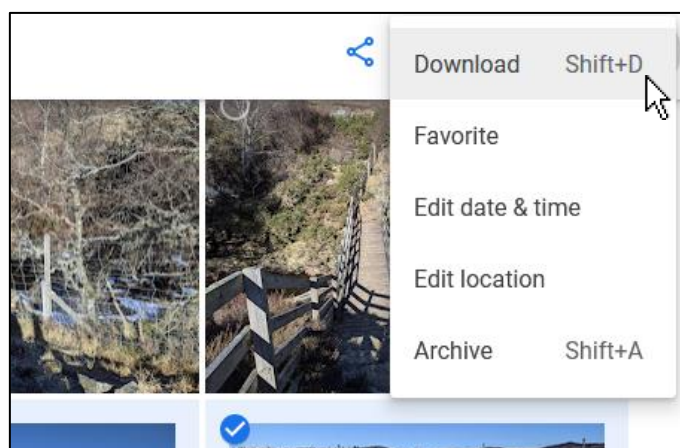 Download Shift+D
Favorite
Edit date & time
Edit location
Archive Shift+A